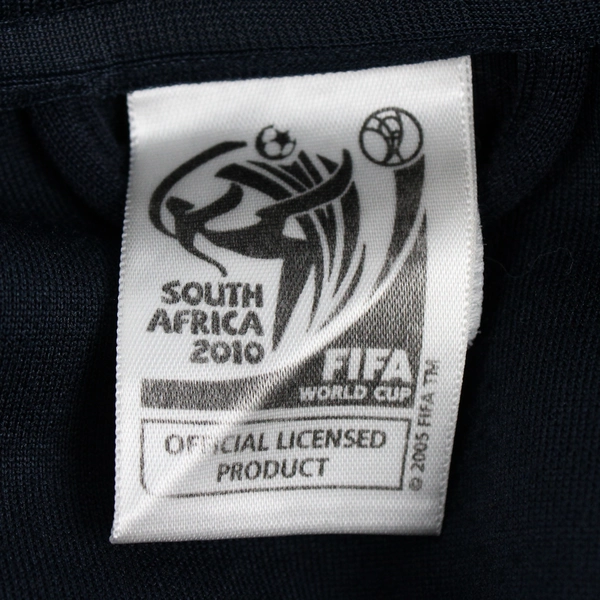 SOUTH
AFRICA
2010
FIFA
WORLD CUP
OFFICIAL LICENSED
PRODUCT
© 2005 FIFA TM